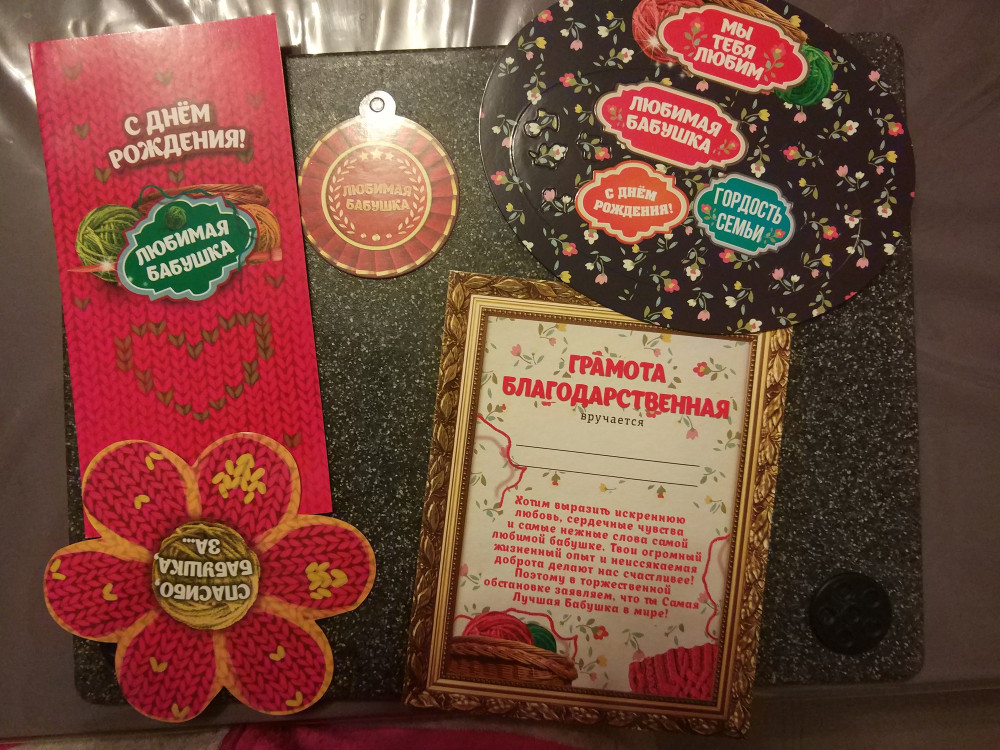 С ДНЁМ
РОЖДЕНИЯ!
ЛЮБИМАЯ
БАБУШКА
ЛЮБИМАЯ
БАБУШКА
МЫ
ТЕБЯ
ЛЮБИМ
ЛЮБИМАЯ
БАБУШКА
С ДНЁМ
РОЖДЕНИЯ!
ГОРДОСТЬ
СЕМЬИ
СПАСИБО,
БАБУШКА,
ЗА...
ГРАМОТА
БЛАГОДАРСТВЕННАЯ
вручается
Хотим выразить искреннюю
любовь, сердечные чувства
и самые нежные слова самой
любимой бабушке. Твои огромный
жизненный опыт и неиссякаемая
доброта делают нас счастливее!
Поэтому в торжественной
обстановке заявляем, что ты Самая
Лучшая Бабушка в мире!